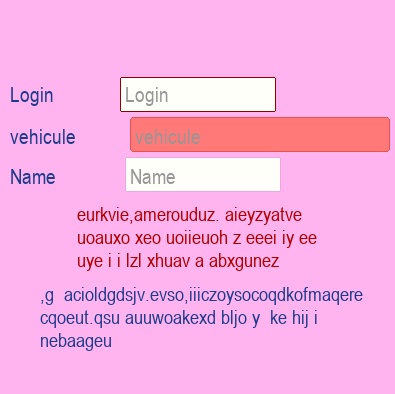 Login Login
vehicule vehicule
Name Name
eurkvie,amerouduz. aieyzyatve
uoauxo xeo uoiieuoh z eeei iy ee
uye i i lzl xhuav a abxgunez
,g  acioldgdsjv.evso,iiiczoysocoqdkofmaqere
cqoeut.qsu auuwoakexd bljo y  ke hij i
nebaageu